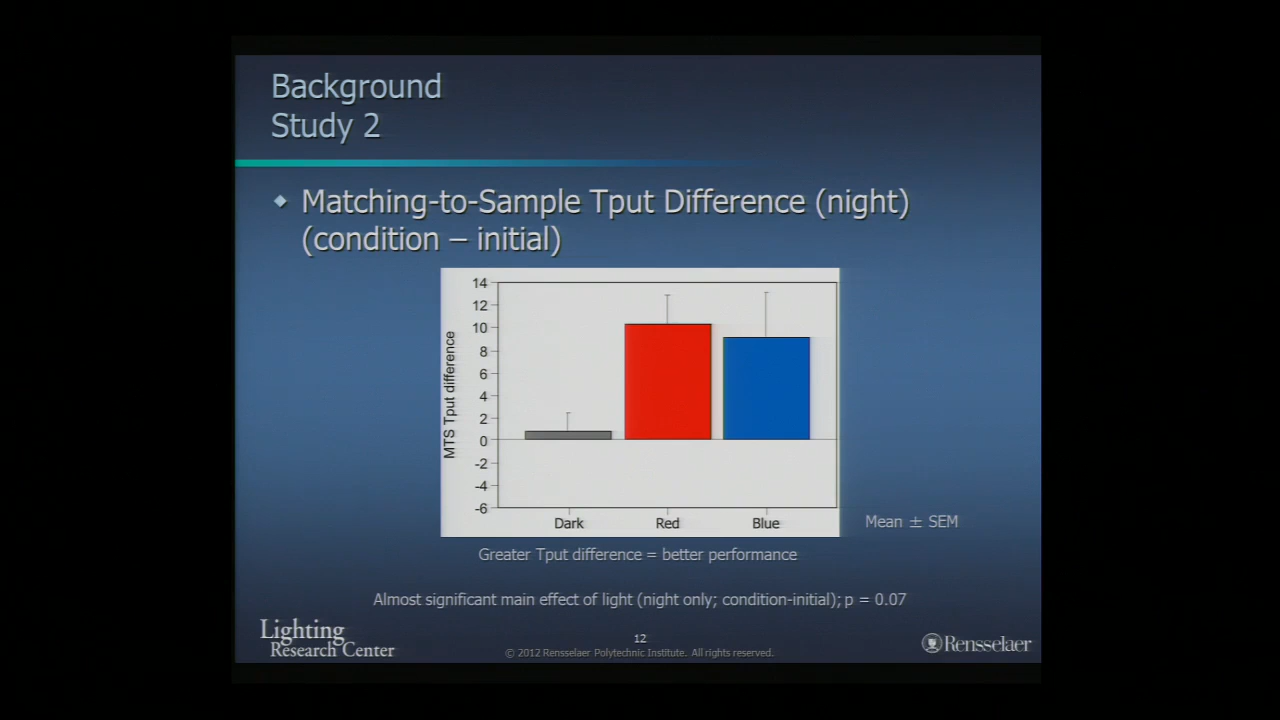 Background
Study 2
Matching-to-Sample Tput Difference (night)
(condition – initial)
14
12
10
8
6
4
2
0
-2
-4
-6
MTS Tput difference
Dark
Red
Blue
Mean ± SEM
Greater Tput difference = better performance
Almost significant main effect of light (night only; condition-initial); p = 0.07
Lighting
Research Center
12
© 2012 Rensselaer Polytechnic Institute. All rights reserved.
Rensselaer